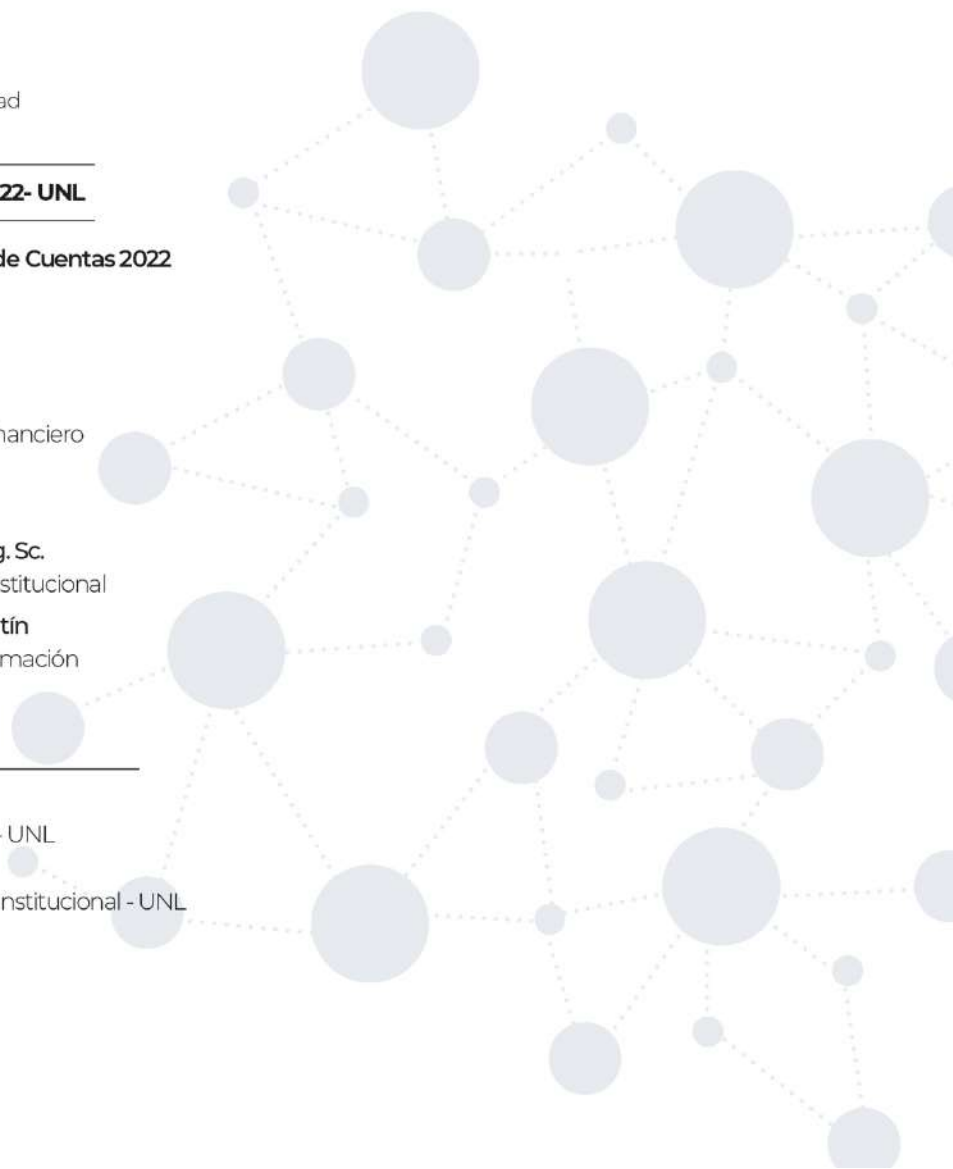 ad
22- UNL
de Cuentas 2022
nanciero
g. Sc.
stitucional
tín
mación
- UNL
nstitucional - UNL